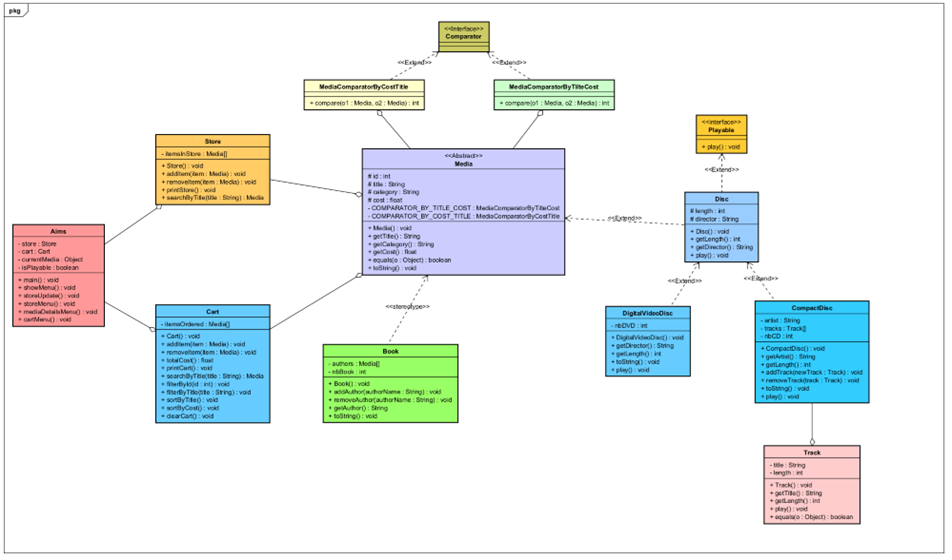 pkg
<<Interface>>
Comparator
<<Extend>>
<<Extend>>
MediaComparatorByCostTitle
+ compare(o1 : Media, o2 : Media) : int
MediaComparatorByTilteCost
+ compare(o1 : Media, o2 : Media) : int
<<Interface>>
Playable
+ play() : void
<<Extend>>
Store
- itemsInStore : Media[]
+ Store() : void
+ addItem(item : Media) : void
+ removeItem(item : Media) : void
+ printStore() : void
+ searchByTitle(title : String) : Media
<<Abstract>>
Media
# id : int
# title : String
# category : String
# cost : float
- COMPARATOR_BY_TITLE_COST : MediaComparatorByTitleCost
- COMPARATOR_BY_COST_TITLE : MediaComparatorByCostTitle
+ Media() : void
+ getTitle() : String
+ getCategory() : String
+ getCost() : float
+ equals(o : Object) : boolean
+ toString() : void
<<Extend>>
Disc
# length : int
# director : String
+ Disc() : void
+ getLength() : int
+ getDirector() : String
+ play() : void
<<Extend>>
<<Extend>>
Aims
- store : Store
- cart : Cart
- currentMedia : Object
- isPlayable : boolean
+ main() : void
+ showMenu() : void
+ storeUpdate() : void
+ storeMenu() : void
+ mediaDetailsMenu() : void
+ cartMenu() : void
Cart
- itemsOrdered : Media[]
+ Cart() : void
+ addItem(item : Media) : void
+ removeItem(item : Media) : void
+ totalCost() : float
+ printCart() : void
+ searchByTitle(title : String) : Media
+ filterById(id : int) : void
+ filterByTitle(title : String) : void
+ sortByTitle() : void
+ sortByCost() : void
+ clearCart() : void
<<stereotype>>
Book
- authors : Media[]
- nbBook : int
+ Book() : void
+ addAuthor(authorName : String) : void
+ removeAuthor(authorName : String) : void
+ getAuthor() : String
+ toString() : void
DigitalVideoDisc
- nbDVD : int
+ DigitalVideoDisc() : void
+ getDirector() : String
+ getLength() : int
+ toString() : void
+ play() : void
CompactDisc
- artist : String
- tracks : Track[]
- nbCD : int
+ CompactDisc() : void
+ getArtist() : String
+ getLength() : int
+ addTrack(newTrack : Track) : void
+ removeTrack(track : Track) : void
+ toString() : void
+ play() : void
Track
- title : String
- length : int
+ Track() : void
+ getTitle() : String
+ getLength() : int
+ play() : void
+ equals(o : Object) : boolean